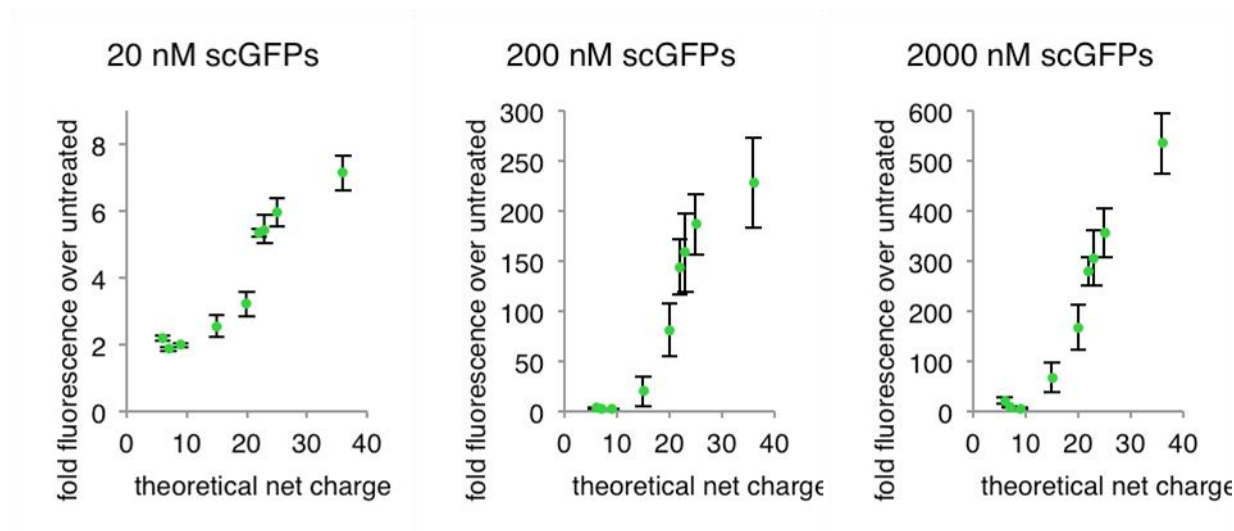 20 nM scGFPs
fold fluorescence over untreated
8
6
4
2
0
0 10 20 30 40
theoretical net charge
200 nM scGFPs
fold fluorescence over untreated
300
250
200
150
100
50
0
0 10 20 30 40
theoretical net charge
2000 nM scGFPs
fold fluorescence over untreated
600
500
400
300
200
100
0
0 10 20 30 40
theoretical net charge